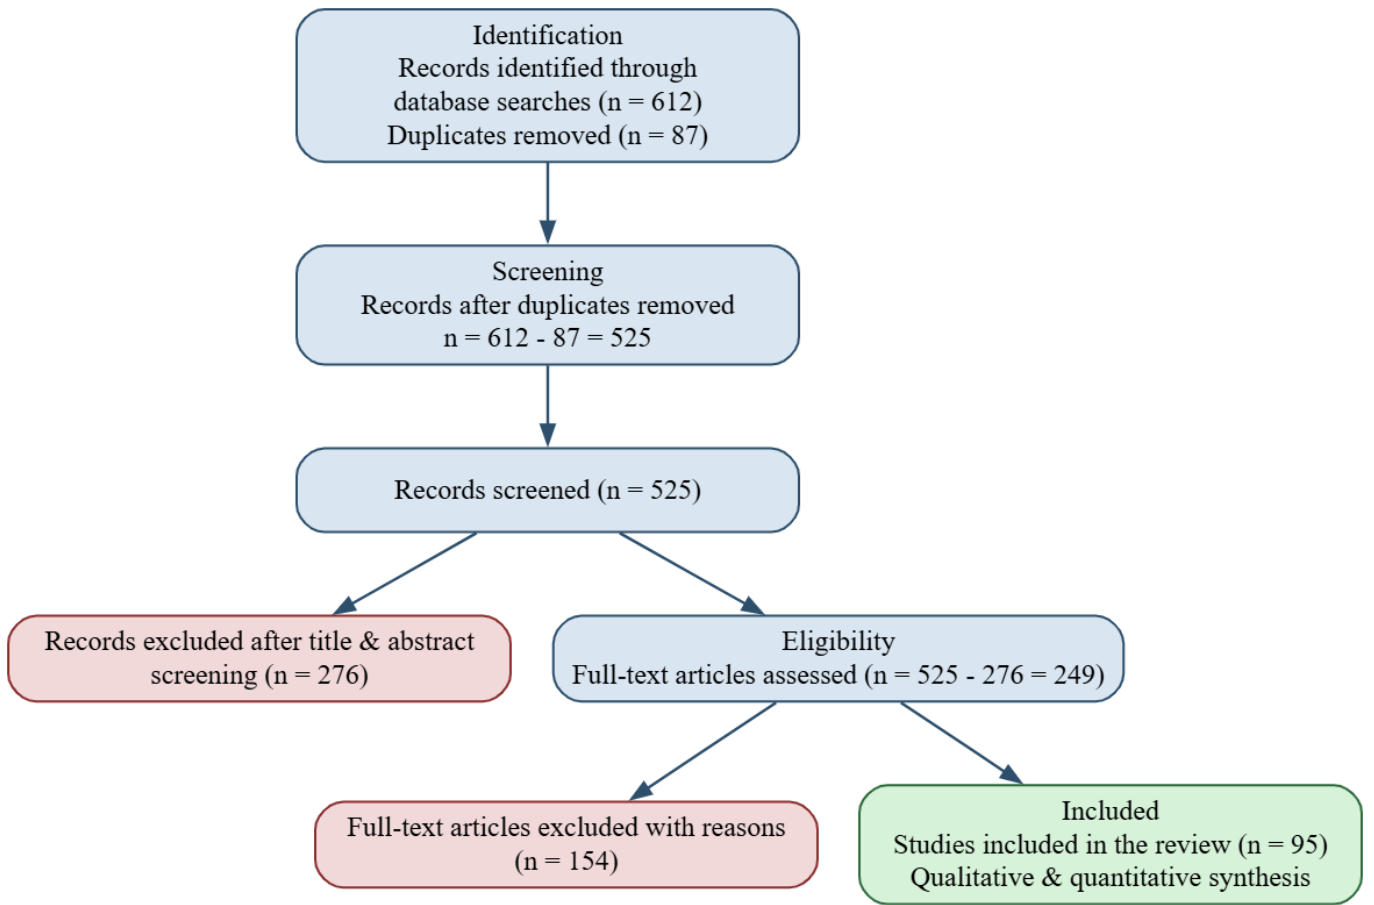 Identification
Records identified through
database searches (n = 612)
Duplicates removed (n = 87)
Screening
Records after duplicates removed
n = 612 - 87 = 525
Records screened (n = 525)
Records excluded after title & abstract
screening (n = 276)
Eligibility
Full-text articles assessed (n = 525 - 276 = 249)
Full-text articles excluded with reasons
(n = 154)
Included
Studies included in the review (n = 95)
Qualitative & quantitative synthesis